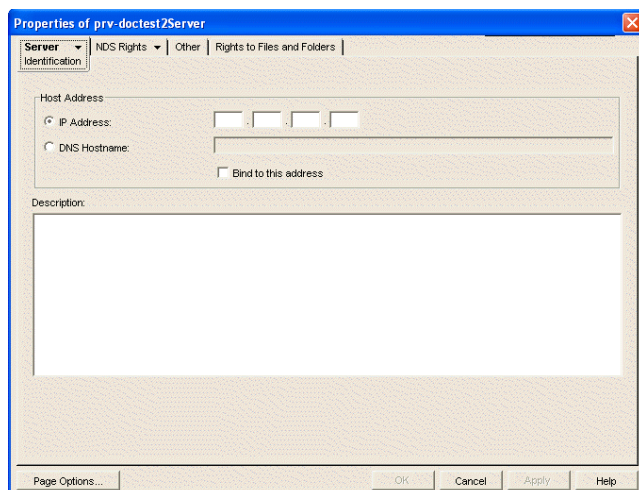 Properties of prv-doctest2Server
Server NDS Rights Other Rights to Files and Folders
Identification
Host Address
IP Address: . . .
DNS Hostname:
Bind to this address
Description:
Page Options... OK Cancel Apply Help